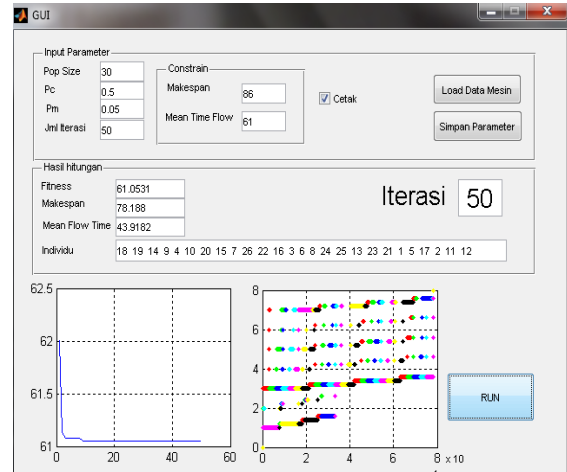 GUI
Input Parameter
Pop Size 30
Pc 0.5
Pm 0.05
Jml Iterasi 50
Constrain
Makespan 86
Mean Time Flow 61
Cetak
Load Data Mesin
Simpan Parameter
Hasil hitungan
Fitness 61.0531
Makespan 78.188
Mean Flow Time 43.9182
Iterasi 50
Individu 18 19 14 9 4 10 20 15 7 26 22 16 3 6 8 24 25 13 23 21 1 5 17 2 11 12
62.5
62
61.5
61
0 20 40 60
8
6
4
2
0
0 2 4 6 8 x 10
RUN